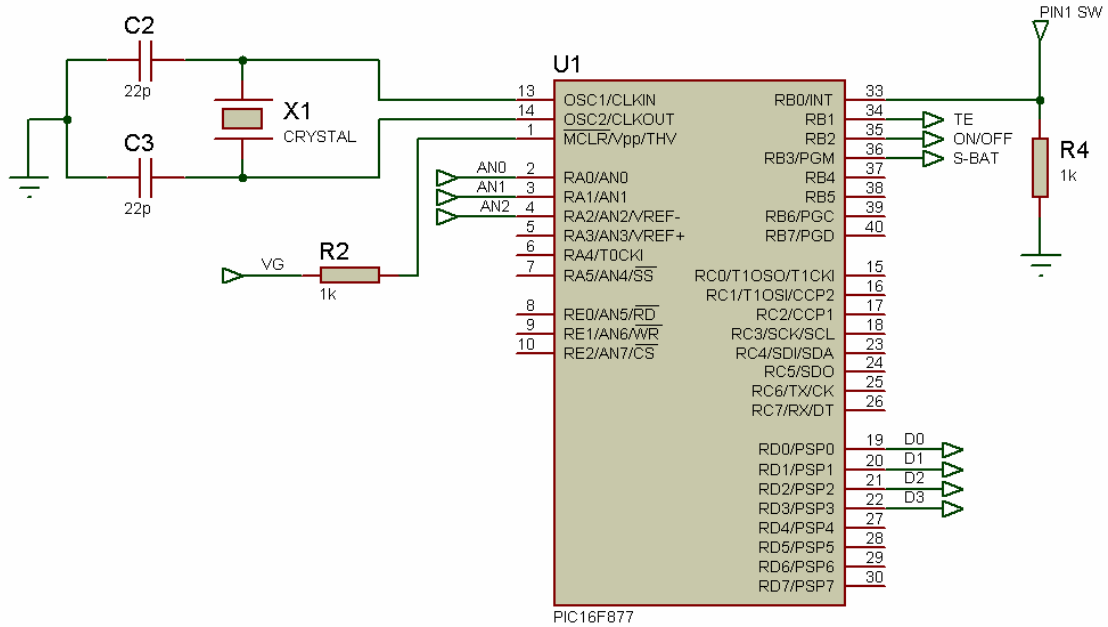 C2
22p
X1
CRYSTAL
C3
22p
U1
13 OSC1/CLKIN
14 OSC2/CLKOUT
1 MCLR/Vpp/THV
AN0 2 RA0/AN0
AN1 3 RA1/AN1
AN2 4 RA2/AN2/VREF-
5 RA3/AN3/VREF+
6 RA4/T0CKI
7 RA5/AN4/SS
8 RE0/AN5/RD
9 RE1/AN6/WR
10 RE2/AN7/CS
VG
R2
1k
PIN1 SW
RB0/INT 33
RB1 34 TE
RB2 35 ON/OFF
RB3/PGM 36 S-BAT
RB4 37
RB5 38
RB6/PGC 39
RB7/PGD 40
R4
1k
RC0/T1OSO/T1CKI 15
RC1/T1OSI/CCP2 16
RC2/CCP1 17
RC3/SCK/SCL 18
RC4/SDI/SDA 23
RC5/SDO 24
RC6/TX/CK 25
RC7/RX/DT 26
RD0/PSP0 19 D0
RD1/PSP1 20 D1
RD2/PSP2 21 D2
RD3/PSP3 22 D3
RD4/PSP4 27
RD5/PSP5 28
RD6/PSP6 29
RD7/PSP7 30
PIC16F877